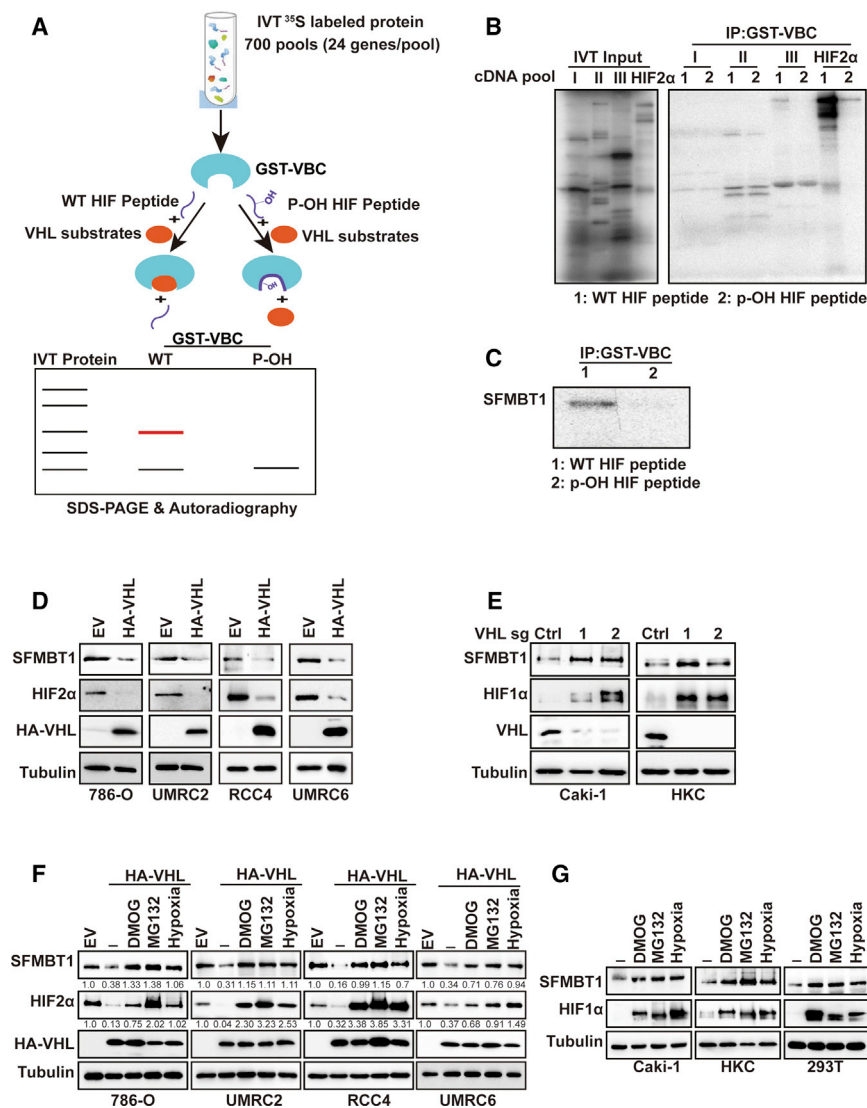 A
IVT ³⁵S labeled protein
700 pools (24 genes/pool)
GST-VBC
WT HIF Peptide
OH
P-OH HIF Peptide
+
+
VHL substrates
VHL substrates
OH
+
+
GST-VBC
IVT Protein WT P-OH
SDS-PAGE & Autoradiography
B
IP:GST-VBC
IVT Input I II III HIF2α
cDNA pool I II III HIF2α 1 2 1 2 1 2 1 2
1: WT HIF peptide 2: p-OH HIF peptide
C
IP:GST-VBC
1 2
SFMBT1
1: WT HIF peptide
2: p-OH HIF peptide
D
EV HA-VHL EV HA-VHL EV HA-VHL EV HA-VHL
SFMBT1
HIF2α
HA-VHL
Tubulin
786-O UMRC2 RCC4 UMRC6
E
VHL sg Ctrl 1 2 Ctrl 1 2
SFMBT1
HIF1α
VHL
Tubulin
Caki-1 HKC
F
HA-VHL HA-VHL HA-VHL HA-VHL
EV – DMOG MG132 Hypoxia EV – DMOG MG132 Hypoxia EV – DMOG MG132 Hypoxia EV – DMOG MG132 Hypoxia
SFMBT1
1.0 0.38 1.33 1.38 1.06 1.0 0.31 1.15 1.11 1.11 1.0 0.16 0.99 1.15 0.7 1.0 0.34 0.71 0.76 0.94
HIF2α
1.0 0.13 0.75 2.02 1.02 1.0 0.04 2.30 3.23 2.53 1.0 0.32 3.38 3.85 3.31 1.0 0.37 0.68 0.91 1.49
HA-VHL
Tubulin
786-O UMRC2 RCC4 UMRC6
G
– DMOG MG132 Hypoxia – DMOG MG132 Hypoxia – DMOG MG132 Hypoxia
SFMBT1
HIF1α
Tubulin
Caki-1 HKC 293T